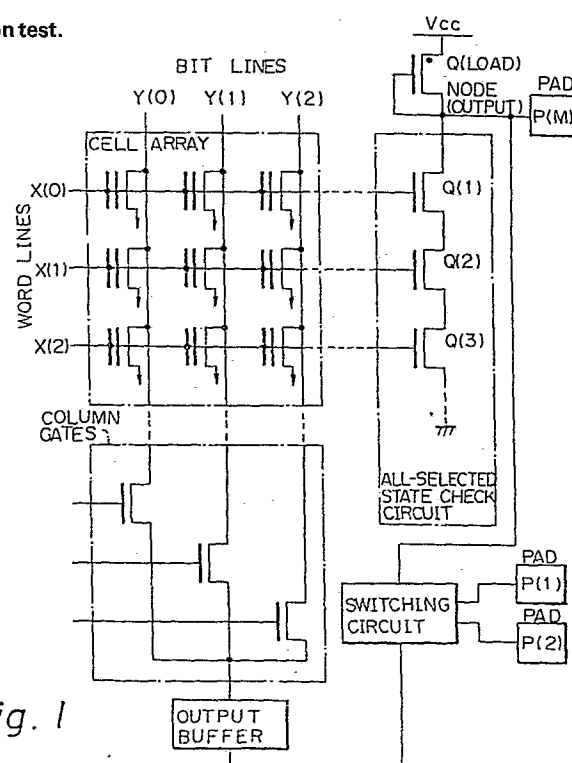 on test.
Vcc
Q(LOAD)
BIT LINES
NODE
(OUTPUT)
PAD
P(M)
Y(0) Y(1) Y(2)
CELL ARRAY
WORD LINES
X(0)
Q(1)
X(1)
Q(2)
X(2)
Q(3)
COLUMN
GATES
ALL-SELECTED
STATE CHECK
CIRCUIT
PAD
P(1)
SWITCHING
CIRCUIT
PAD
P(2)
ig. 1
OUTPUT
BUFFER